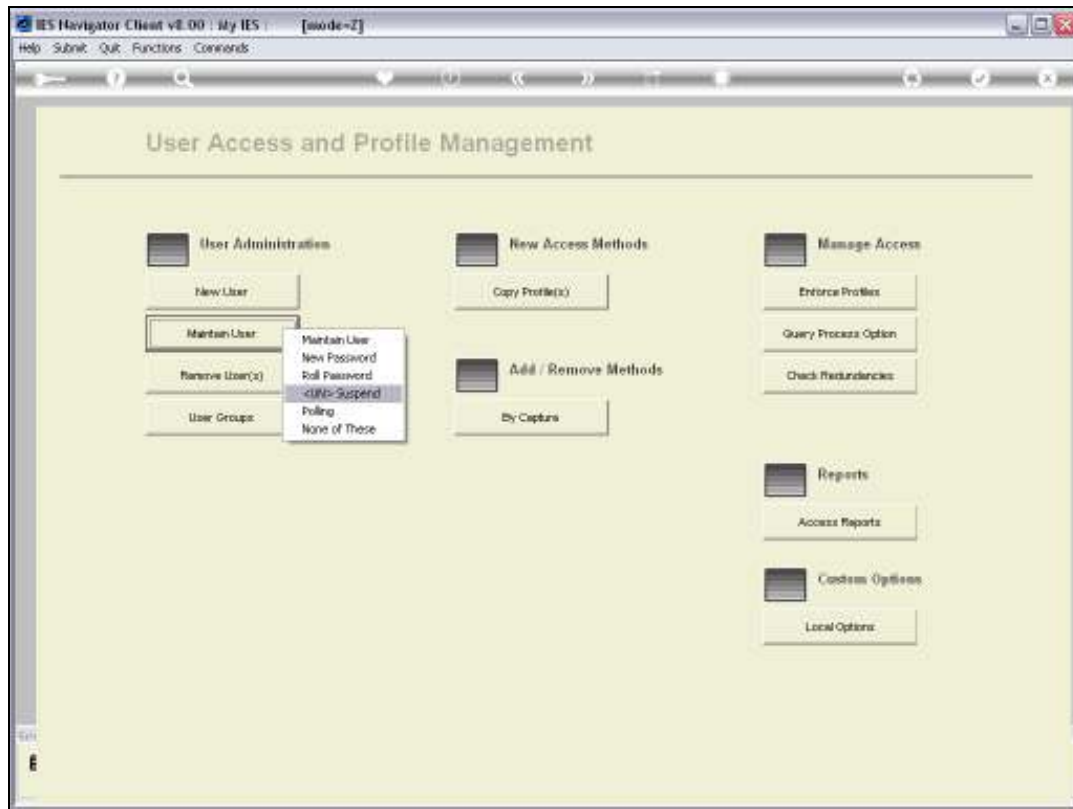 IES Navigator Client v8.00 : My IES : [mode=Z]
Help Submit Quit Functions Commands
User Access and Profile Management
User Administration
New User
Maintain User
Remove User(s)
User Groups
Maintain User
New Password
Roll Password
<UN> Suspend
Polling
None of These
New Access Methods
Copy Profile(s)
Add / Remove Methods
By Capture
Manage Access
Enforce Profiles
Query Process Option
Check Redundancies
Reports
Access Reports
Custom Options
Local Options